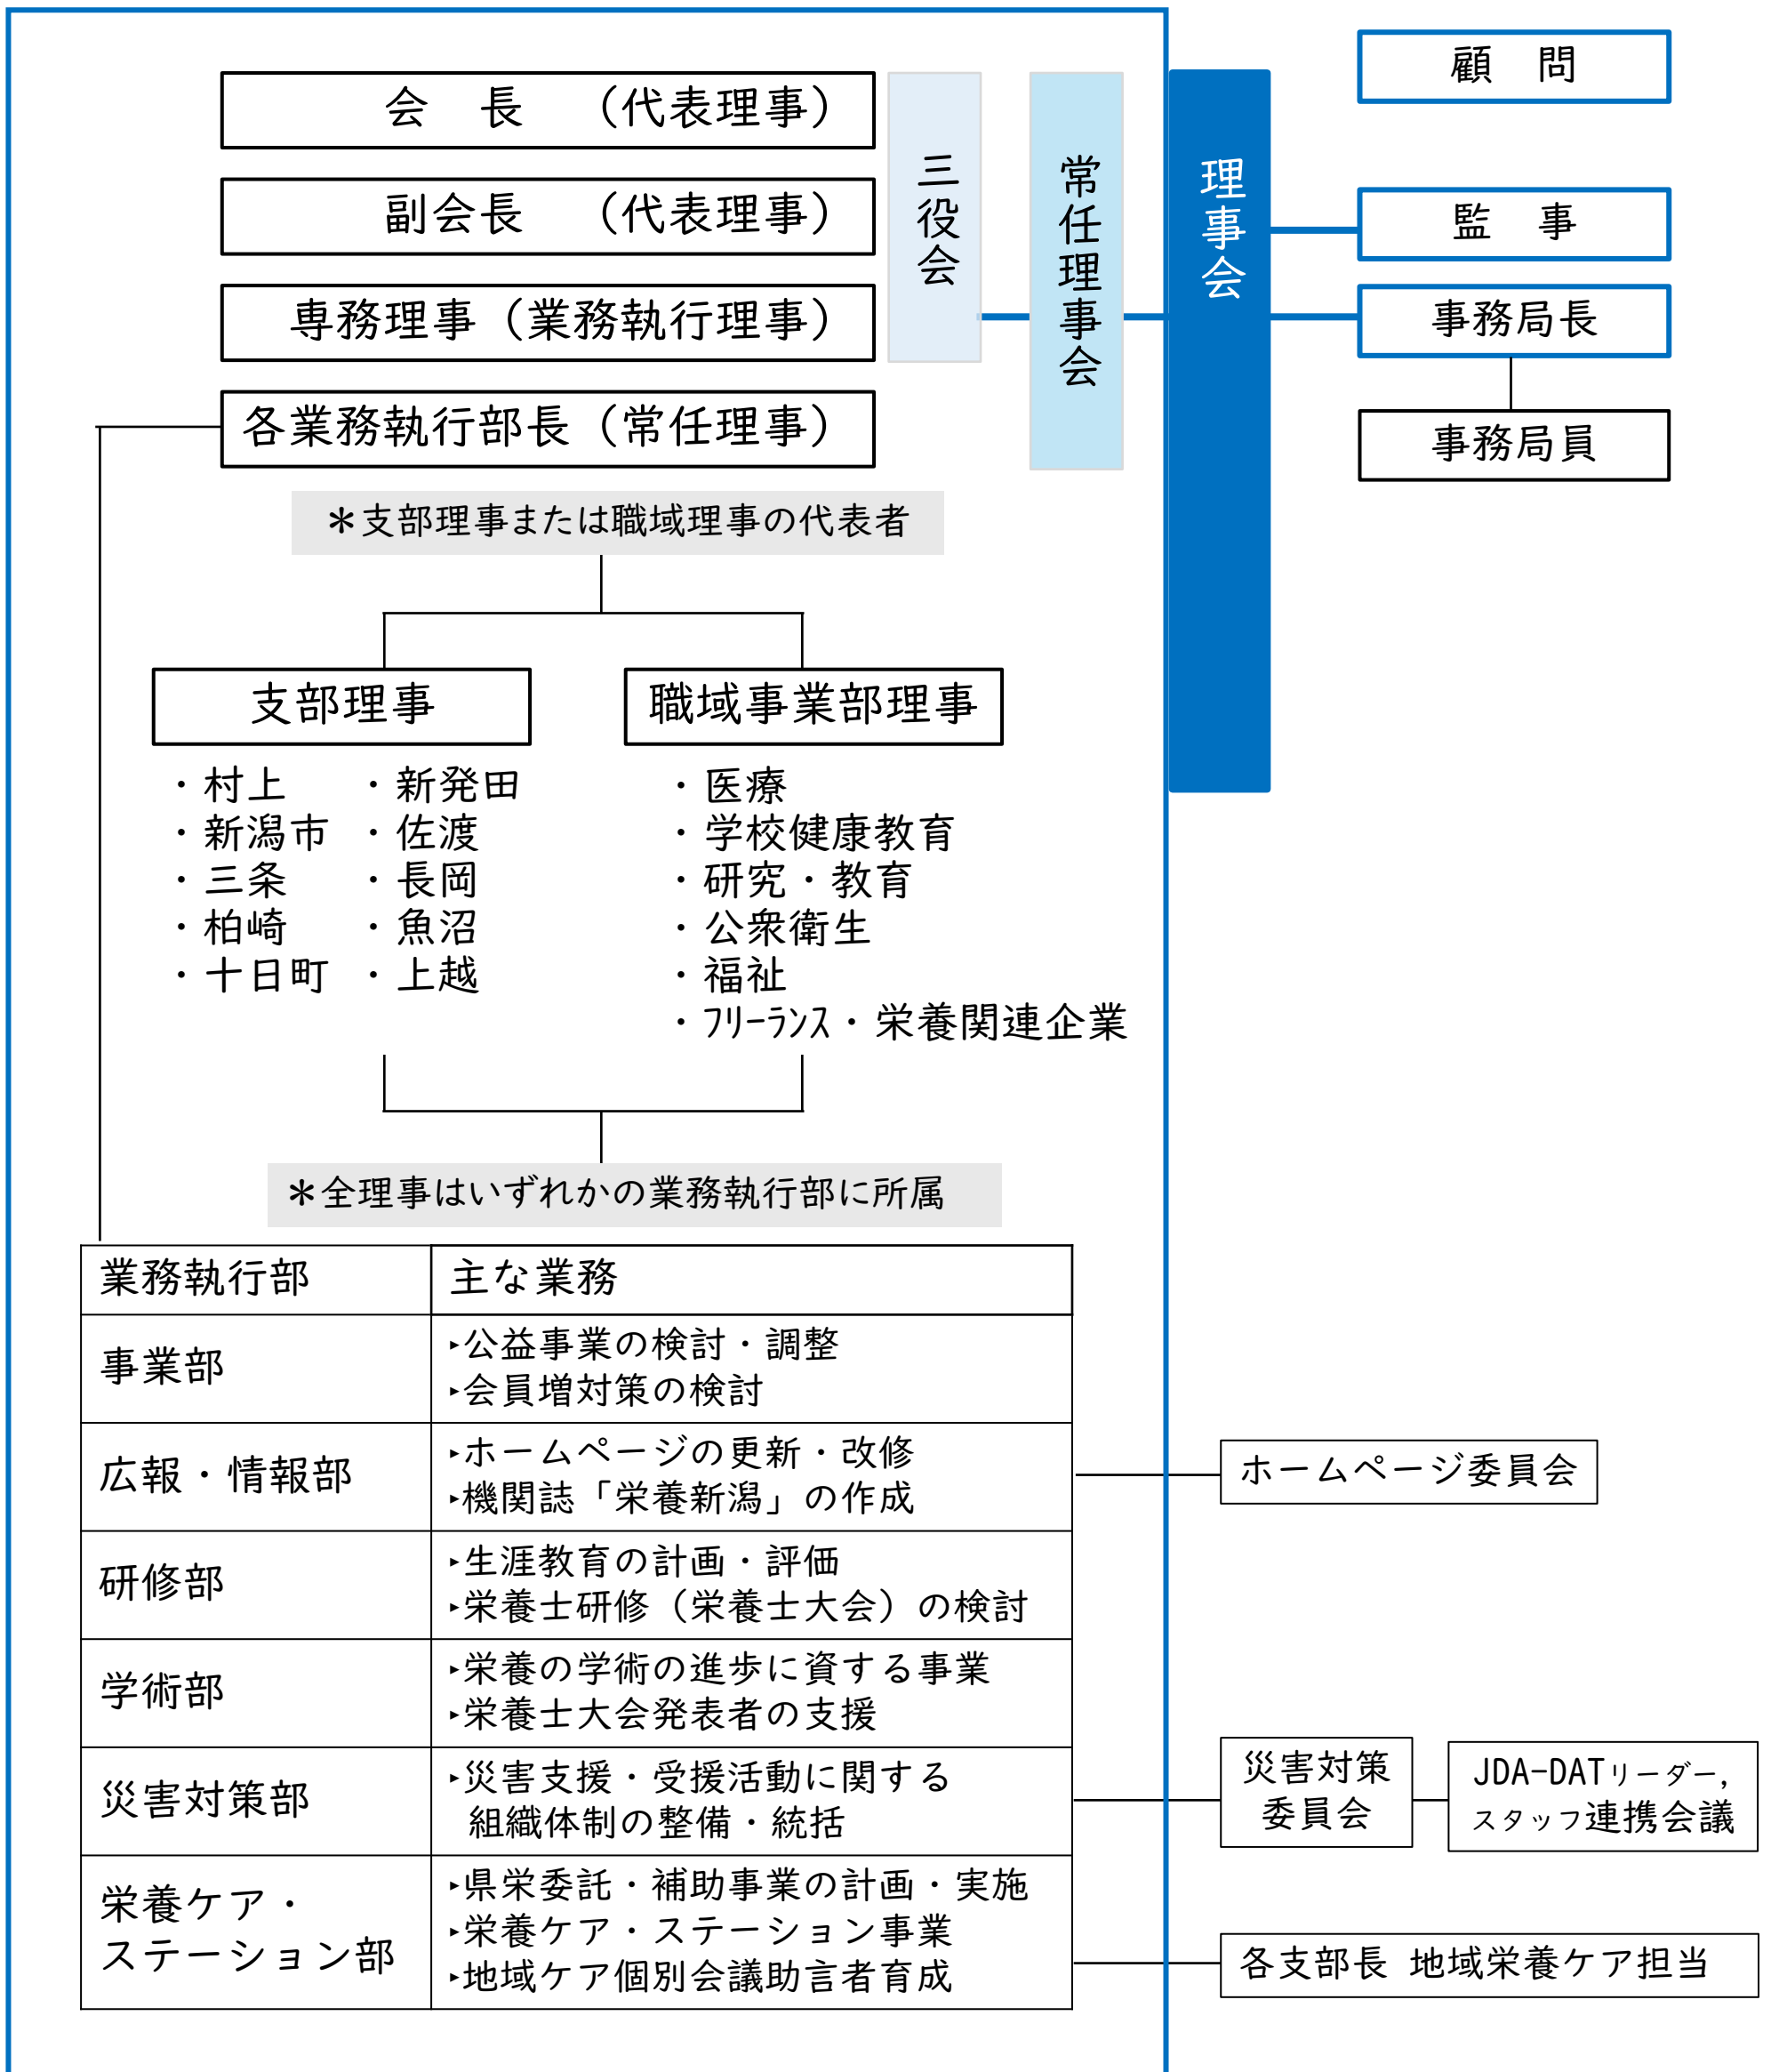 会　長　（代表理事）
副会長　（代表理事）
専務理事（業務執行理事）
各業務執行部長（常任理事）
三役会
常任理事会
理事会
顧　問
監　事
事務局長
事務局員
＊支部理事または職域理事の代表者
支部理事
・村上　・新発田
・新潟市　・佐渡
・三条　・長岡
・柏崎　・魚沼
・十日町　・上越
職域事業部理事
・医療
・学校健康教育
・研究・教育
・公衆衛生
・福祉
・ﾌﾘｰﾗﾝｽ・栄養関連企業
＊全理事はいずれかの業務執行部に所属
業務執行部
主な業務
事業部
‣公益事業の検討・調整
‣会員増対策の検討
広報・情報部
‣ホームページの更新・改修
‣機関誌「栄養新潟」の作成
ホームページ委員会
研修部
‣生涯教育の計画・評価
‣栄養士研修（栄養士大会）の検討
学術部
‣栄養の学術の進歩に資する事業
‣栄養士大会発表者の支援
災害対策部
‣災害支援・受援活動に関する
組織体制の整備・統括
災害対策
委員会
JDA-DATリーダー,
スタッフ連携会議
栄養ケア・
ステーション部
‣県栄委託・補助事業の計画・実施
‣栄養ケア・ステーション事業
‣地域ケア個別会議助言者育成
各支部長 地域栄養ケア担当